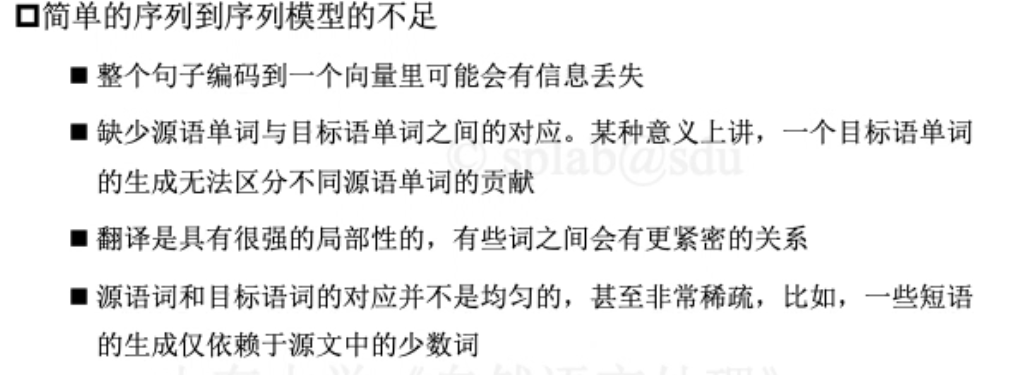 简单的序列到序列模型的不足
整个句子编码到一个向量里可能会有信息丢失
缺少源语单词与目标语单词之间的对应。某种意义上讲，一个目标语单词
的生成无法区分不同源语单词的贡献
© splab@sdu
翻译是具有很强的局部性的，有些词之间会有更紧密的关系
源语词和目标语词的对应并不是均匀的，甚至非常稀疏，比如，一些短语
的生成仅依赖于源文中的少数词